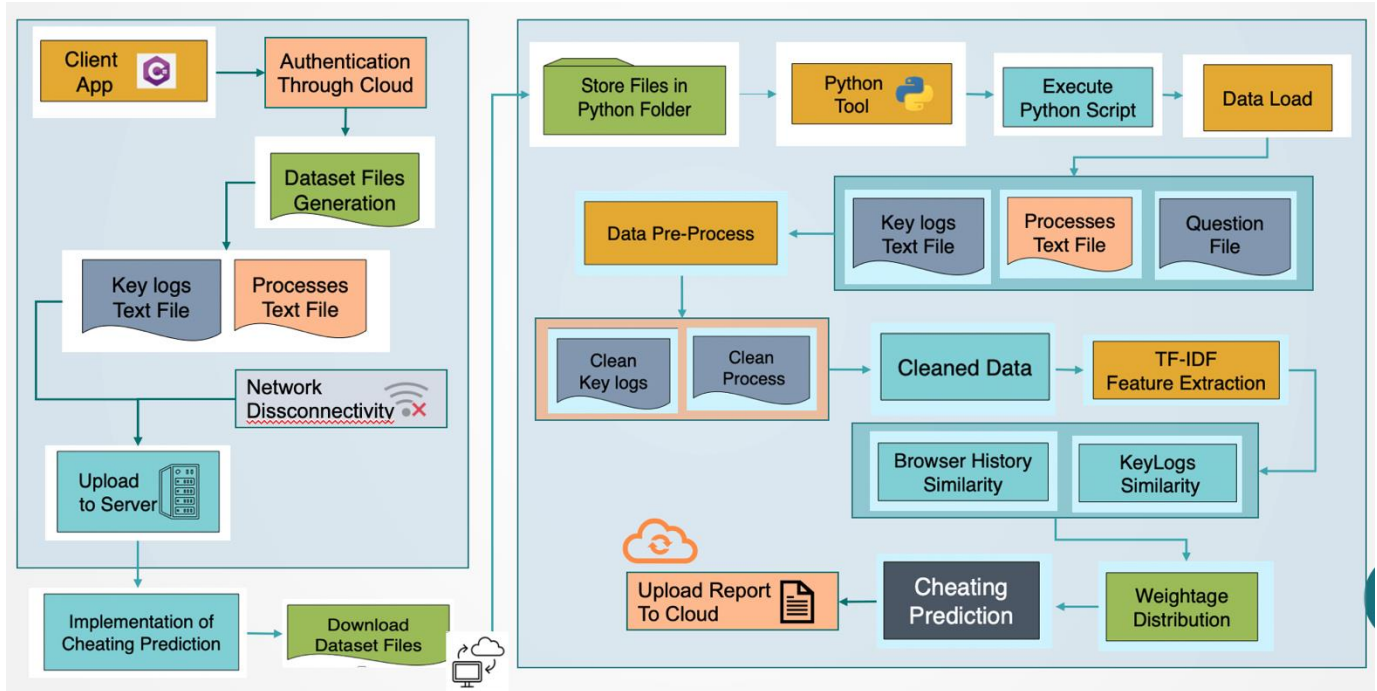 Client
App
Authentication
Through Cloud
Dataset Files
Generation
Key logs
Text File
Processes
Text File
Network
Dissconnectivity
Upload
to Server
Implementation of
Cheating Prediction
Download
Dataset Files
Store Files in
Python Folder
Python
Tool
Execute
Python Script
Data Load
Key logs
Text File
Processes
Text File
Question
File
Data Pre-Process
Clean
Key logs
Clean
Process
Cleaned Data
TF-IDF
Feature Extraction
Browser History
Similarity
KeyLogs
Similarity
Weightage
Distribution
Cheating
Prediction
Upload Report
To Cloud